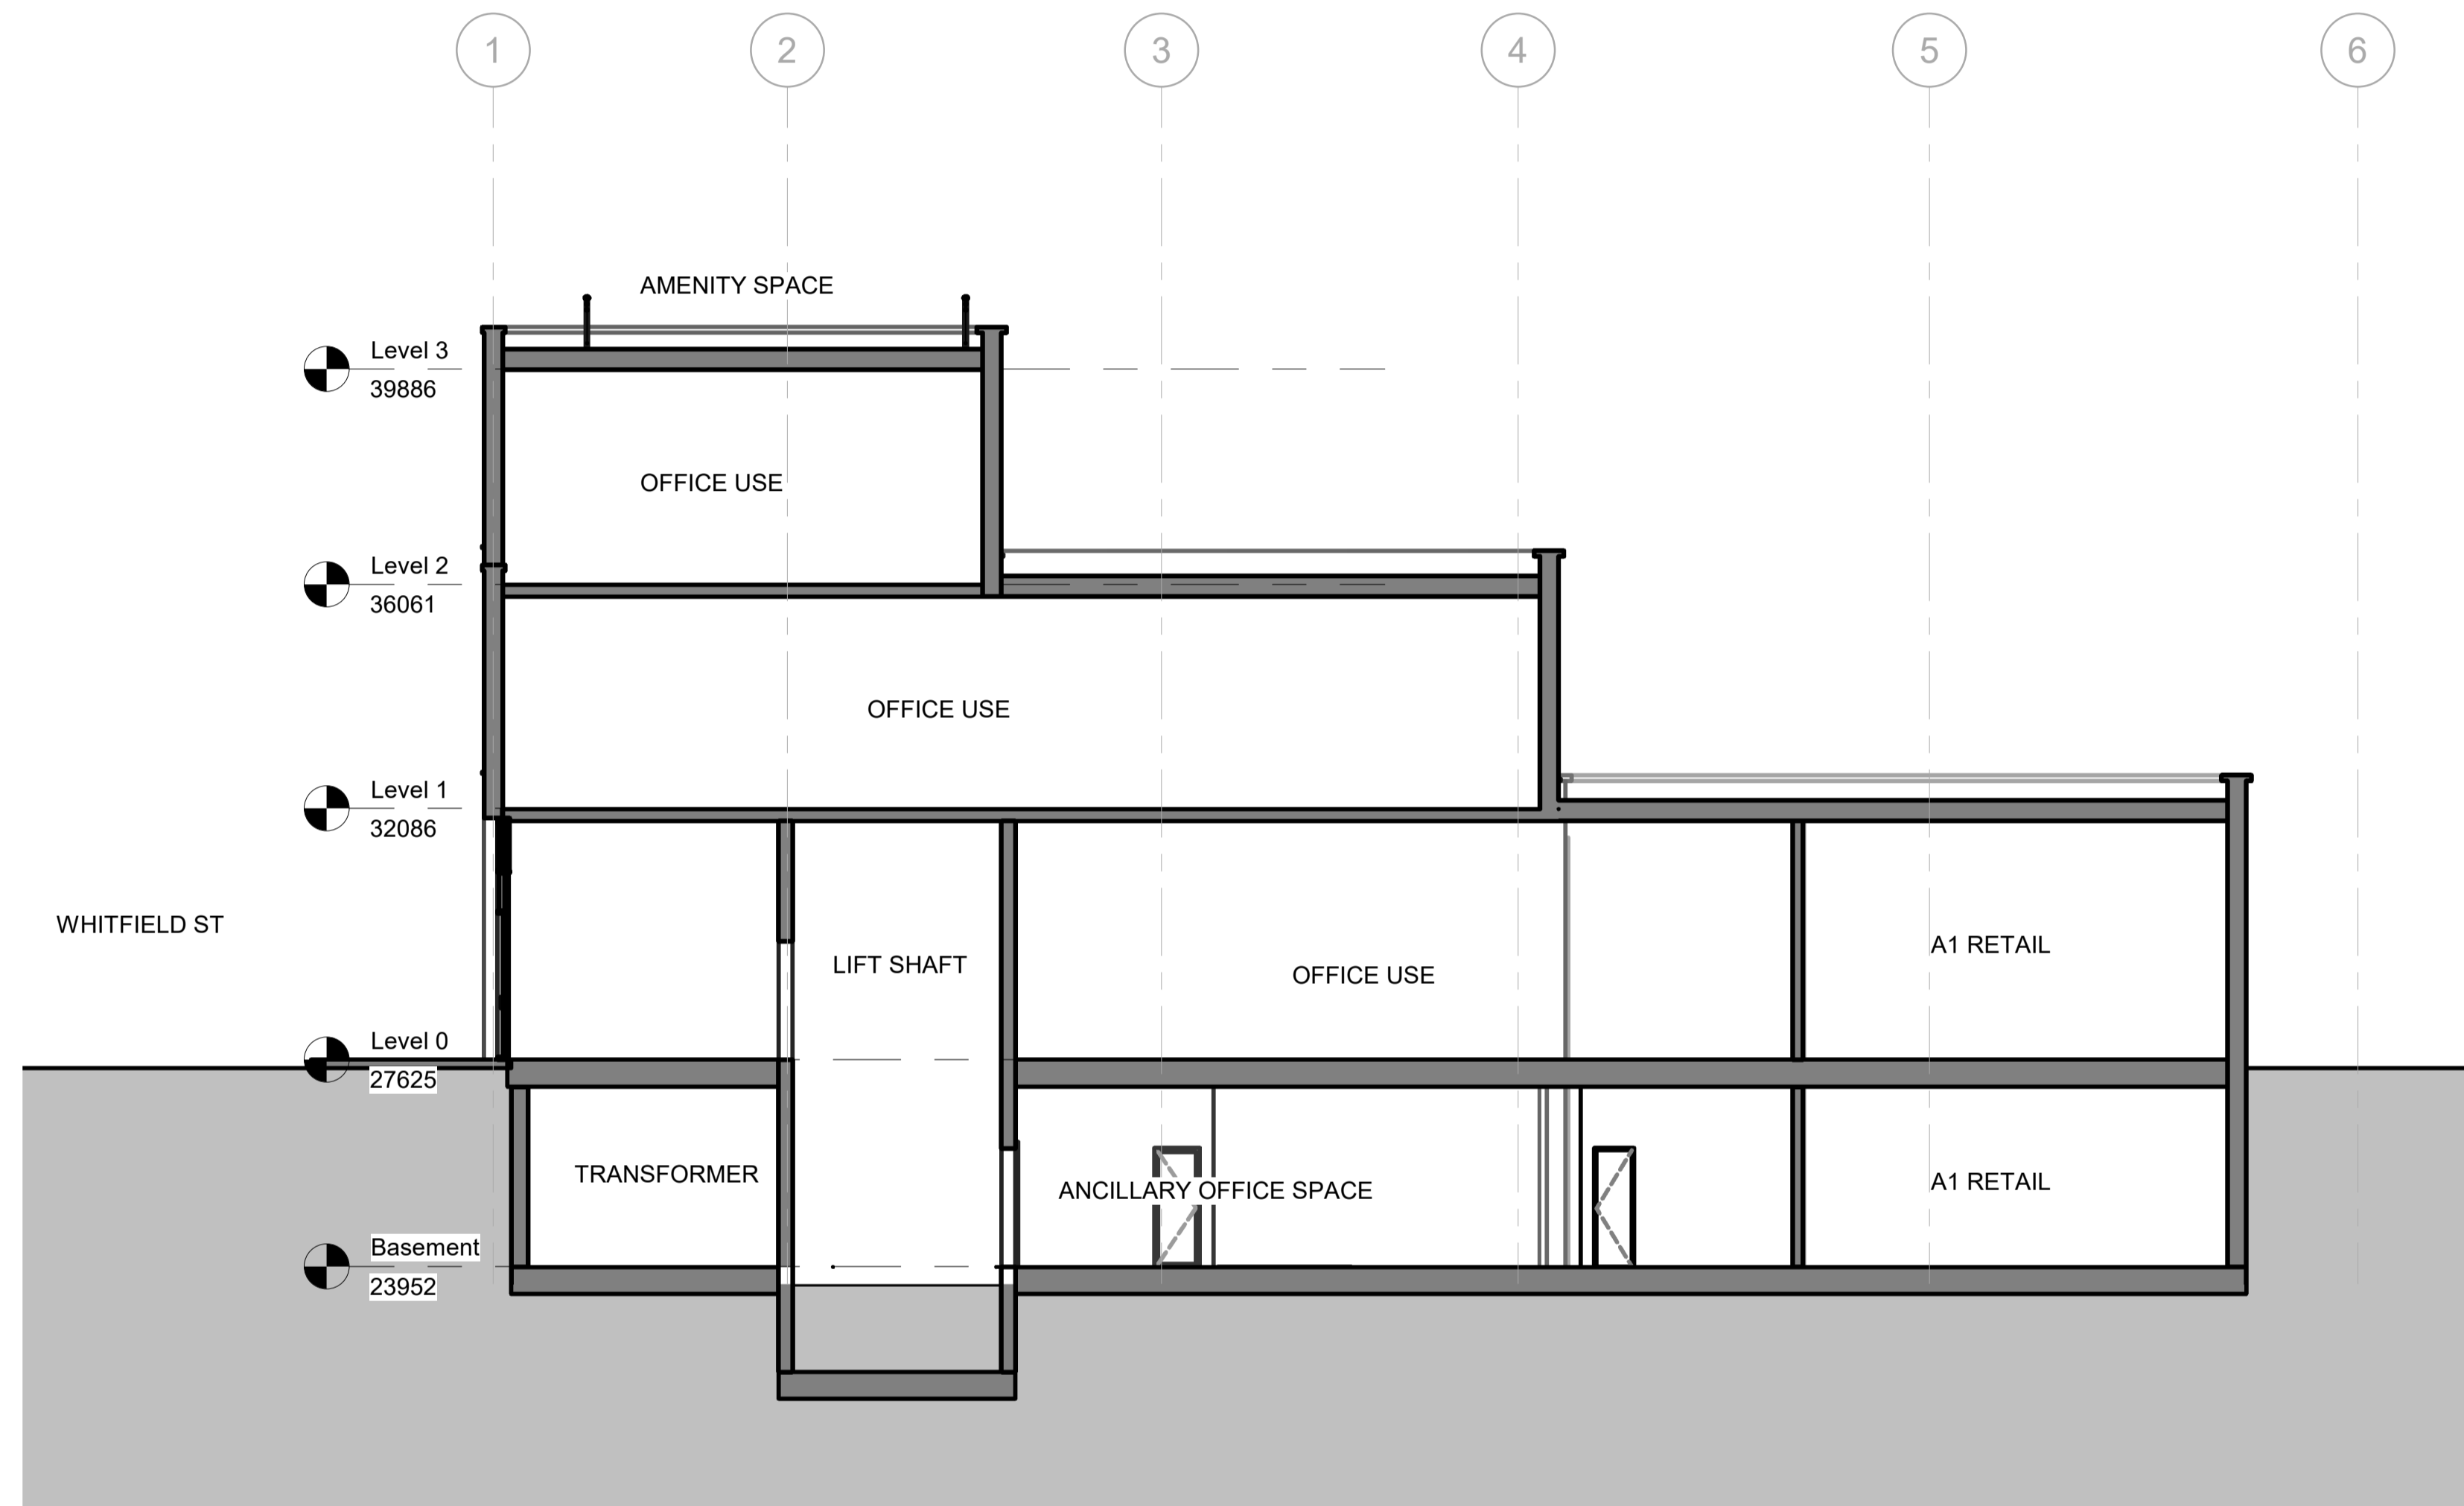 1 2 3 4 5 6
AMENITY SPACE
Level 3
39886
OFFICE USE
Level 2
36061
OFFICE USE
Level 1
32086
WHITFIELD ST
LIFT SHAFT
OFFICE USE
A1 RETAIL
Level 0
27625
TRANSFORMER
ANCILLARY OFFICE SPACE
A1 RETAIL
Basement
23952